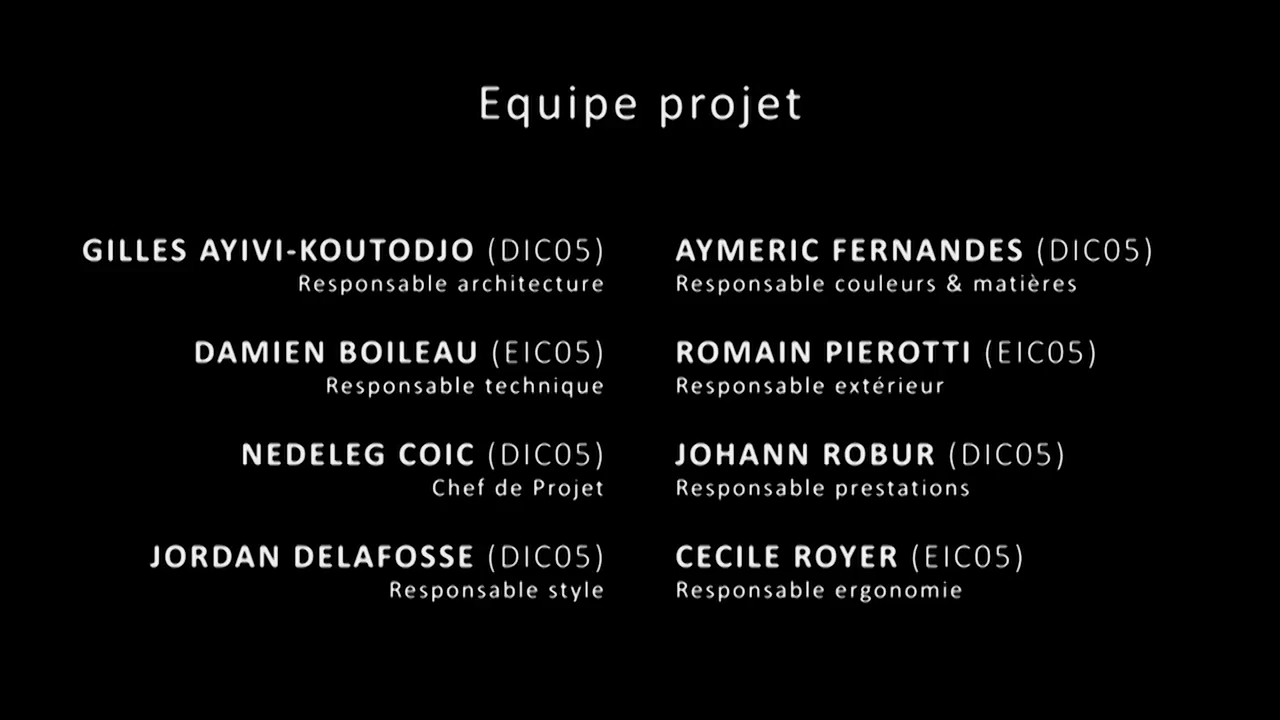 Equipe projet
GILLES AYIVI-KOUTODJO (DIC05)
Responsable architecture
DAMIEN BOILEAU (EIC05)
Responsable technique
NEDELEG COIC (DIC05)
Chef de Projet
JORDAN DELAFOSSE (DIC05)
Responsable style
AYMERIC FERNANDES (DIC05)
Responsable couleurs & matières
ROMAIN PIEROTTI (EIC05)
Responsable extérieur
JOHANN ROBUR (DIC05)
Responsable prestations
CECILE ROYER (EIC05)
Responsable ergonomie